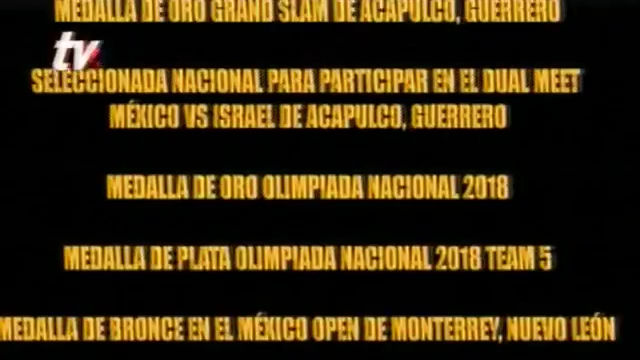 MEDALLA DE ORO GRAND SLAM DE ACAPULCO, GUERRERO
tv
SELECCIONADA NACIONAL PARA PARTICIPAR EN EL DUAL MEET
MÉXICO VS ISRAEL DE ACAPULCO, GUERRERO
MEDALLA DE ORO OLIMPIADA NACIONAL 2018
MEDALLA DE PLATA OLIMPIADA NACIONAL 2018 TEAM 5
MEDALLA DE BRONCE EN EL MÉXICO OPEN DE MONTERREY, NUEVO LEÓN